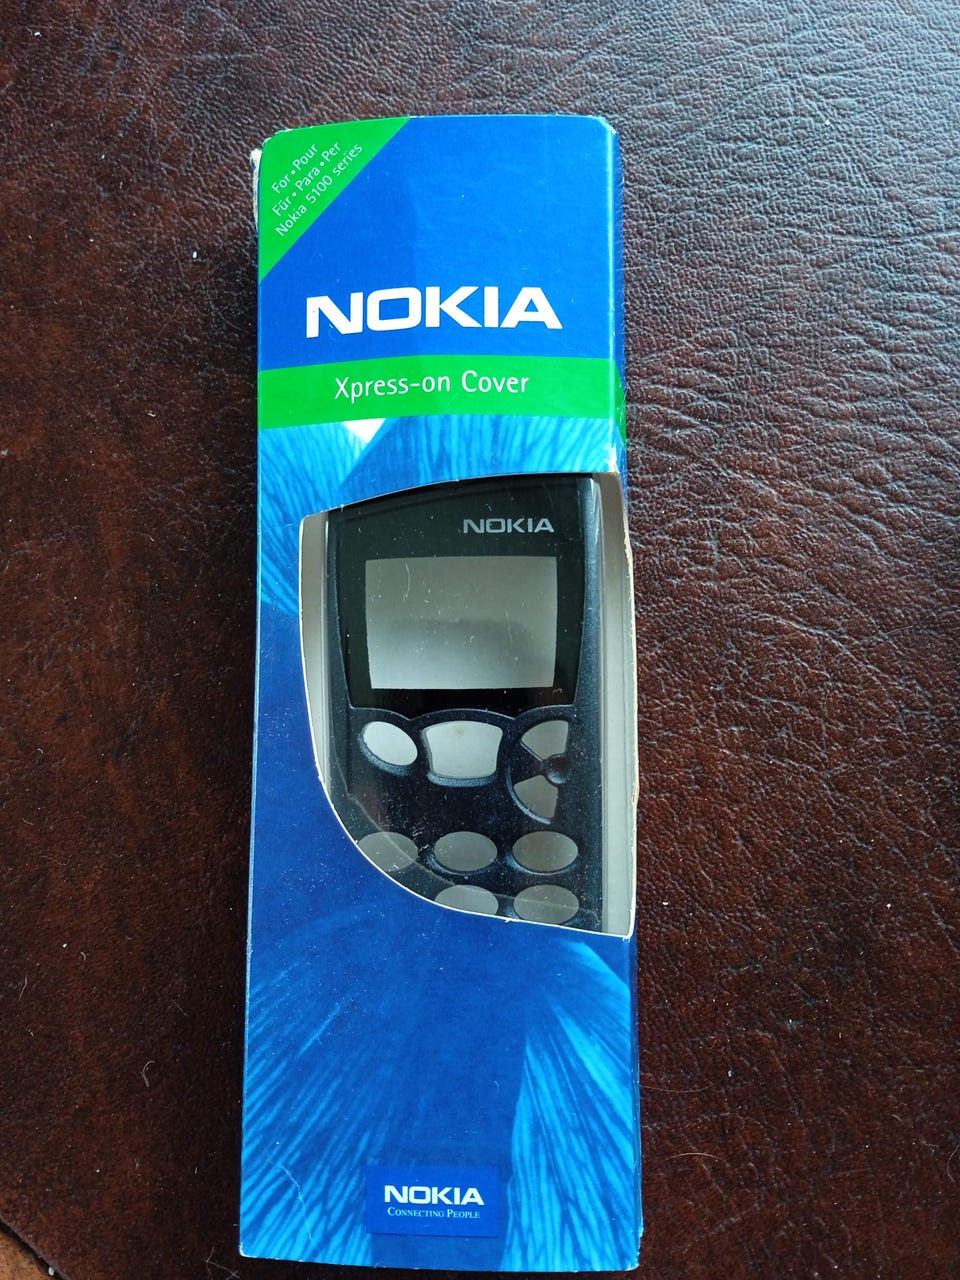 For • Pour
Für • Para • Per
Nokia 5100 series
NOKIA
Xpress-on Cover
NOKIA
NOKIA
CONNECTING PEOPLE